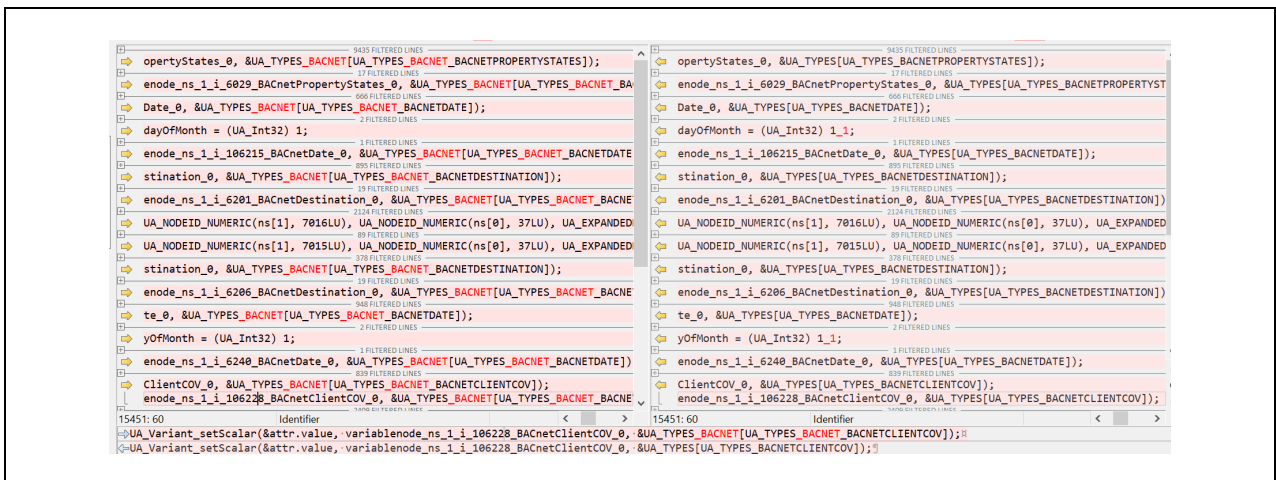 9435 FILTERED LINES
opertyStates_0, &UA_TYPES_BACNET[UA_TYPES_BACNET_BACNETPROPERTYSTATES]);
17 FILTERED LINES
enode_ns_1_i_6029_BACnetPropertyStates_0, &UA_TYPES_BACNET[UA_TYPES_BACNET_BA
666 FILTERED LINES
Date_0, &UA_TYPES_BACNET[UA_TYPES_BACNET_BACNETDATE]);
2 FILTERED LINES
dayOfMonth = (UA_Int32) 1;
1 FILTERED LINES
enode_ns_1_i_106215_BACnetDate_0, &UA_TYPES_BACNET[UA_TYPES_BACNET_BACNETDATE
895 FILTERED LINES
stination_0, &UA_TYPES_BACNET[UA_TYPES_BACNET_BACNETDESTINATION]);
19 FILTERED LINES
enode_ns_1_i_6201_BACnetDestination_0, &UA_TYPES_BACNET[UA_TYPES_BACNET_BACNET
2124 FILTERED LINES
UA_NODEID_NUMERIC(ns[1], 7016LU), UA_NODEID_NUMERIC(ns[0], 37LU), UA_EXPANDED
89 FILTERED LINES
UA_NODEID_NUMERIC(ns[1], 7015LU), UA_NODEID_NUMERIC(ns[0], 37LU), UA_EXPANDED
378 FILTERED LINES
stination_0, &UA_TYPES_BACNET[UA_TYPES_BACNET_BACNETDESTINATION]);
19 FILTERED LINES
enode_ns_1_i_6206_BACnetDestination_0, &UA_TYPES_BACNET[UA_TYPES_BACNET_BACNE
948 FILTERED LINES
te_0, &UA_TYPES_BACNET[UA_TYPES_BACNET_BACNETDATE]);
2 FILTERED LINES
yOfMonth = (UA_Int32) 1;
1 FILTERED LINES
enode_ns_1_i_6240_BACnetDate_0, &UA_TYPES_BACNET[UA_TYPES_BACNET_BACNETDATE])
839 FILTERED LINES
ClientCOV_0, &UA_TYPES_BACNET[UA_TYPES_BACNET_BACNETCLIENTCOV]);
enode_ns_1_i_106228_BACnetClientCOV_0, &UA_TYPES_BACNET[UA_TYPES_BACNET_BACNE
2409 FILTERED LINES
15451: 60 Identifier
9435 FILTERED LINES
opertyStates_0, &UA_TYPES[UA_TYPES_BACNETPROPERTYSTATES]);
17 FILTERED LINES
enode_ns_1_i_6029_BACnetPropertyStates_0, &UA_TYPES[UA_TYPES_BACNETPROPERTYST
666 FILTERED LINES
Date_0, &UA_TYPES[UA_TYPES_BACNETDATE]);
2 FILTERED LINES
dayOfMonth = (UA_Int32) 1_1;
1 FILTERED LINES
enode_ns_1_i_106215_BACnetDate_0, &UA_TYPES[UA_TYPES_BACNETDATE]);
895 FILTERED LINES
stination_0, &UA_TYPES[UA_TYPES_BACNETDESTINATION]);
19 FILTERED LINES
enode_ns_1_i_6201_BACnetDestination_0, &UA_TYPES[UA_TYPES_BACNETDESTINATION])
2124 FILTERED LINES
UA_NODEID_NUMERIC(ns[1], 7016LU), UA_NODEID_NUMERIC(ns[0], 37LU), UA_EXPANDED
89 FILTERED LINES
UA_NODEID_NUMERIC(ns[1], 7015LU), UA_NODEID_NUMERIC(ns[0], 37LU), UA_EXPANDED
378 FILTERED LINES
stination_0, &UA_TYPES[UA_TYPES_BACNETDESTINATION]);
19 FILTERED LINES
enode_ns_1_i_6206_BACnetDestination_0, &UA_TYPES[UA_TYPES_BACNETDESTINATION])
948 FILTERED LINES
te_0, &UA_TYPES[UA_TYPES_BACNETDATE]);
2 FILTERED LINES
yOfMonth = (UA_Int32) 1_1;
1 FILTERED LINES
enode_ns_1_i_6240_BACnetDate_0, &UA_TYPES[UA_TYPES_BACNETDATE]);
839 FILTERED LINES
ClientCOV_0, &UA_TYPES[UA_TYPES_BACNETCLIENTCOV]);
enode_ns_1_i_106228_BACnetClientCOV_0, &UA_TYPES[UA_TYPES_BACNETCLIENTCOV]);
2409 FILTERED LINES
15451: 60 Identifier
UA_Variant_setScalar(&attr.value,·variablenode_ns_1_i_106228_BACnetClientCOV_0,·&UA_TYPES_BACNET[UA_TYPES_BACNET_BACNETCLIENTCOV]);¤
UA_Variant_setScalar(&attr.value,·variablenode_ns_1_i_106228_BACnetClientCOV_0,·&UA_TYPES[UA_TYPES_BACNETCLIENTCOV]);¶